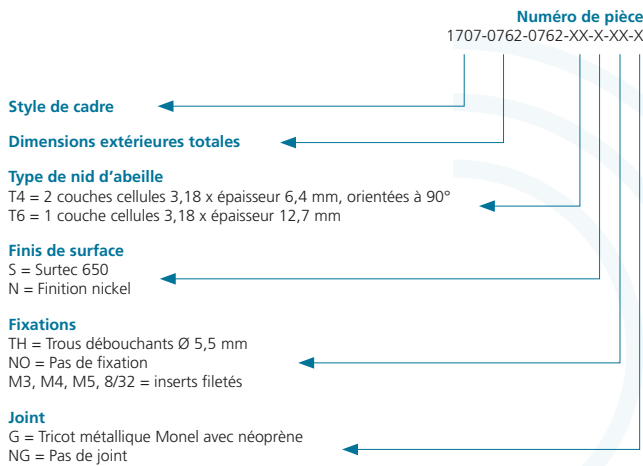 Numéro de pièce
1707-0762-0762-XX-X-XX-X
Style de cadre
Dimensions extérieures totales
Type de nid d’abeille
T4 = 2 couches cellules 3,18 x épaisseur 6,4 mm, orientées à 90°
T6 = 1 couche cellules 3,18 x épaisseur 12,7 mm
Finis de surface
S = Surtec 650
N = Finition nickel
Fixations
TH = Trous débouchants Ø 5,5 mm
NO = Pas de fixation
M3, M4, M5, 8/32 = inserts filetés
Joint
G = Tricot métallique Monel avec néoprène
NG = Pas de joint